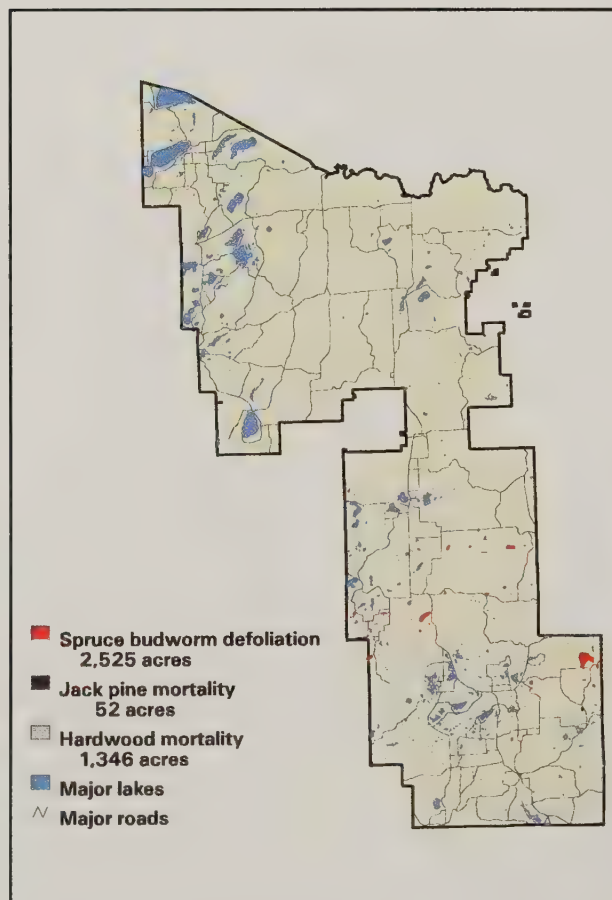 Spruce budworm defoliation
2,525 acres
Jack pine mortality
52 acres
Hardwood mortality
1,346 acres
Major lakes
Major roads